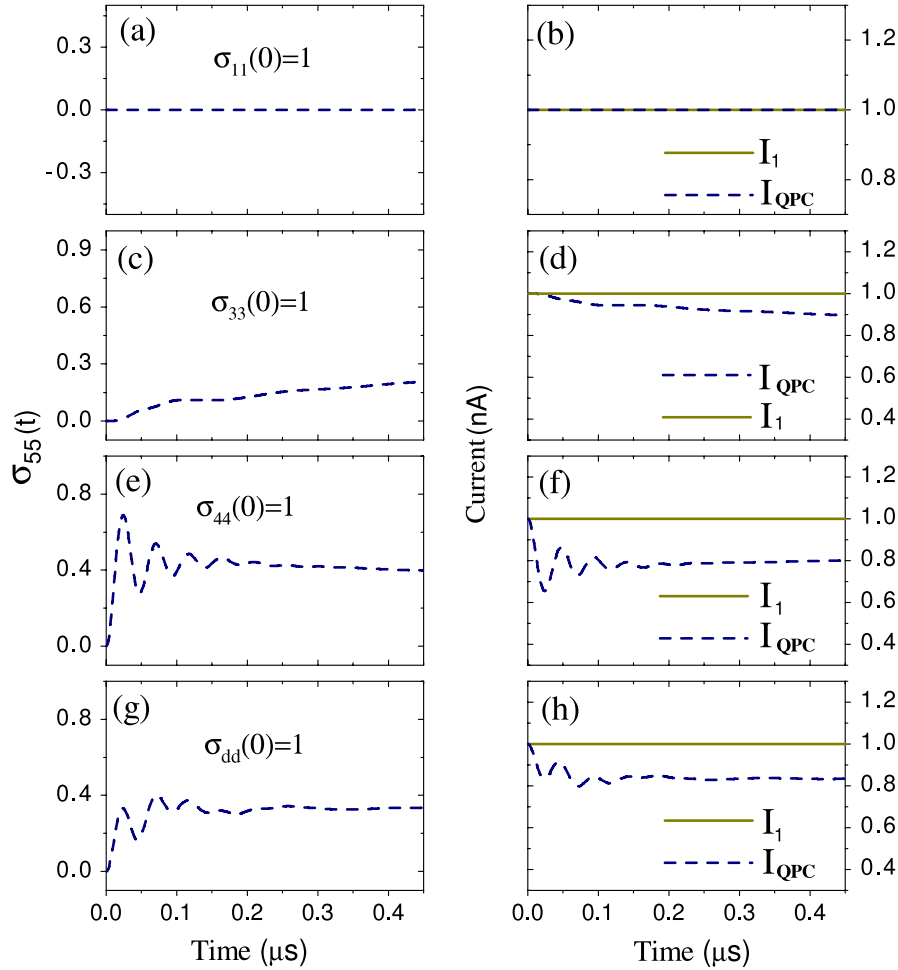 (a)
σ11(0)=1
0.3
0.0
-0.3
(b)
1.2
1.0
0.8
I1
IQPC
(c)
σ33(0)=1
0.9
0.6
0.3
0.0
(d)
1.2
1.0
0.8
0.6
0.4
IQPC
I1
σ55(t)
Current(nA)
(e)
σ44(0)=1
0.8
0.4
0.0
(f)
1.2
1.0
0.8
0.6
0.4
I1
IQPC
(g)
σdd(0)=1
0.8
0.4
0.0
(h)
1.2
1.0
0.8
0.6
0.4
I1
IQPC
0.0 0.1 0.2 0.3 0.4
0.0 0.1 0.2 0.3 0.4
Time (μs)
Time (μs)